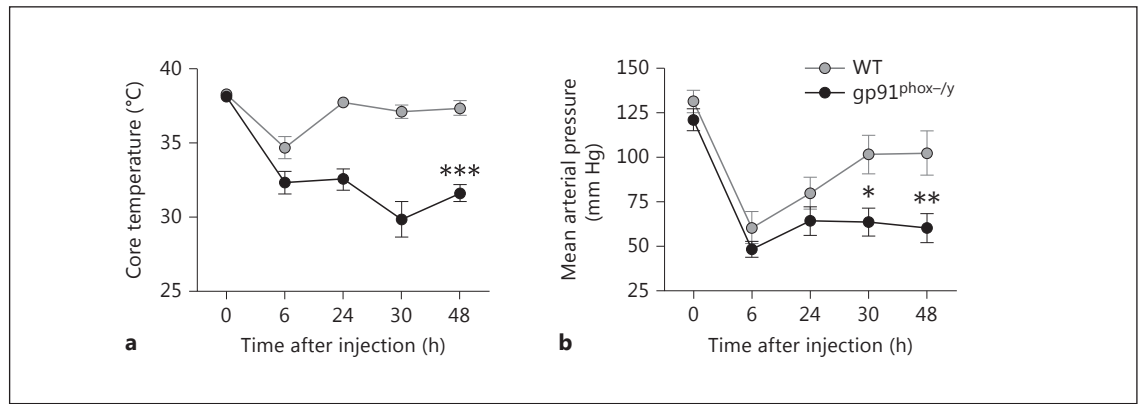 40
35
30
25
Core temperature (°C)
***
0 6 24 30 48
Time after injection (h)
a
150
125
100
75
50
25
Mean arterial pressure
(mm Hg)
WT
gp91phox–/y
*
**
0 6 24 30 48
Time after injection (h)
b